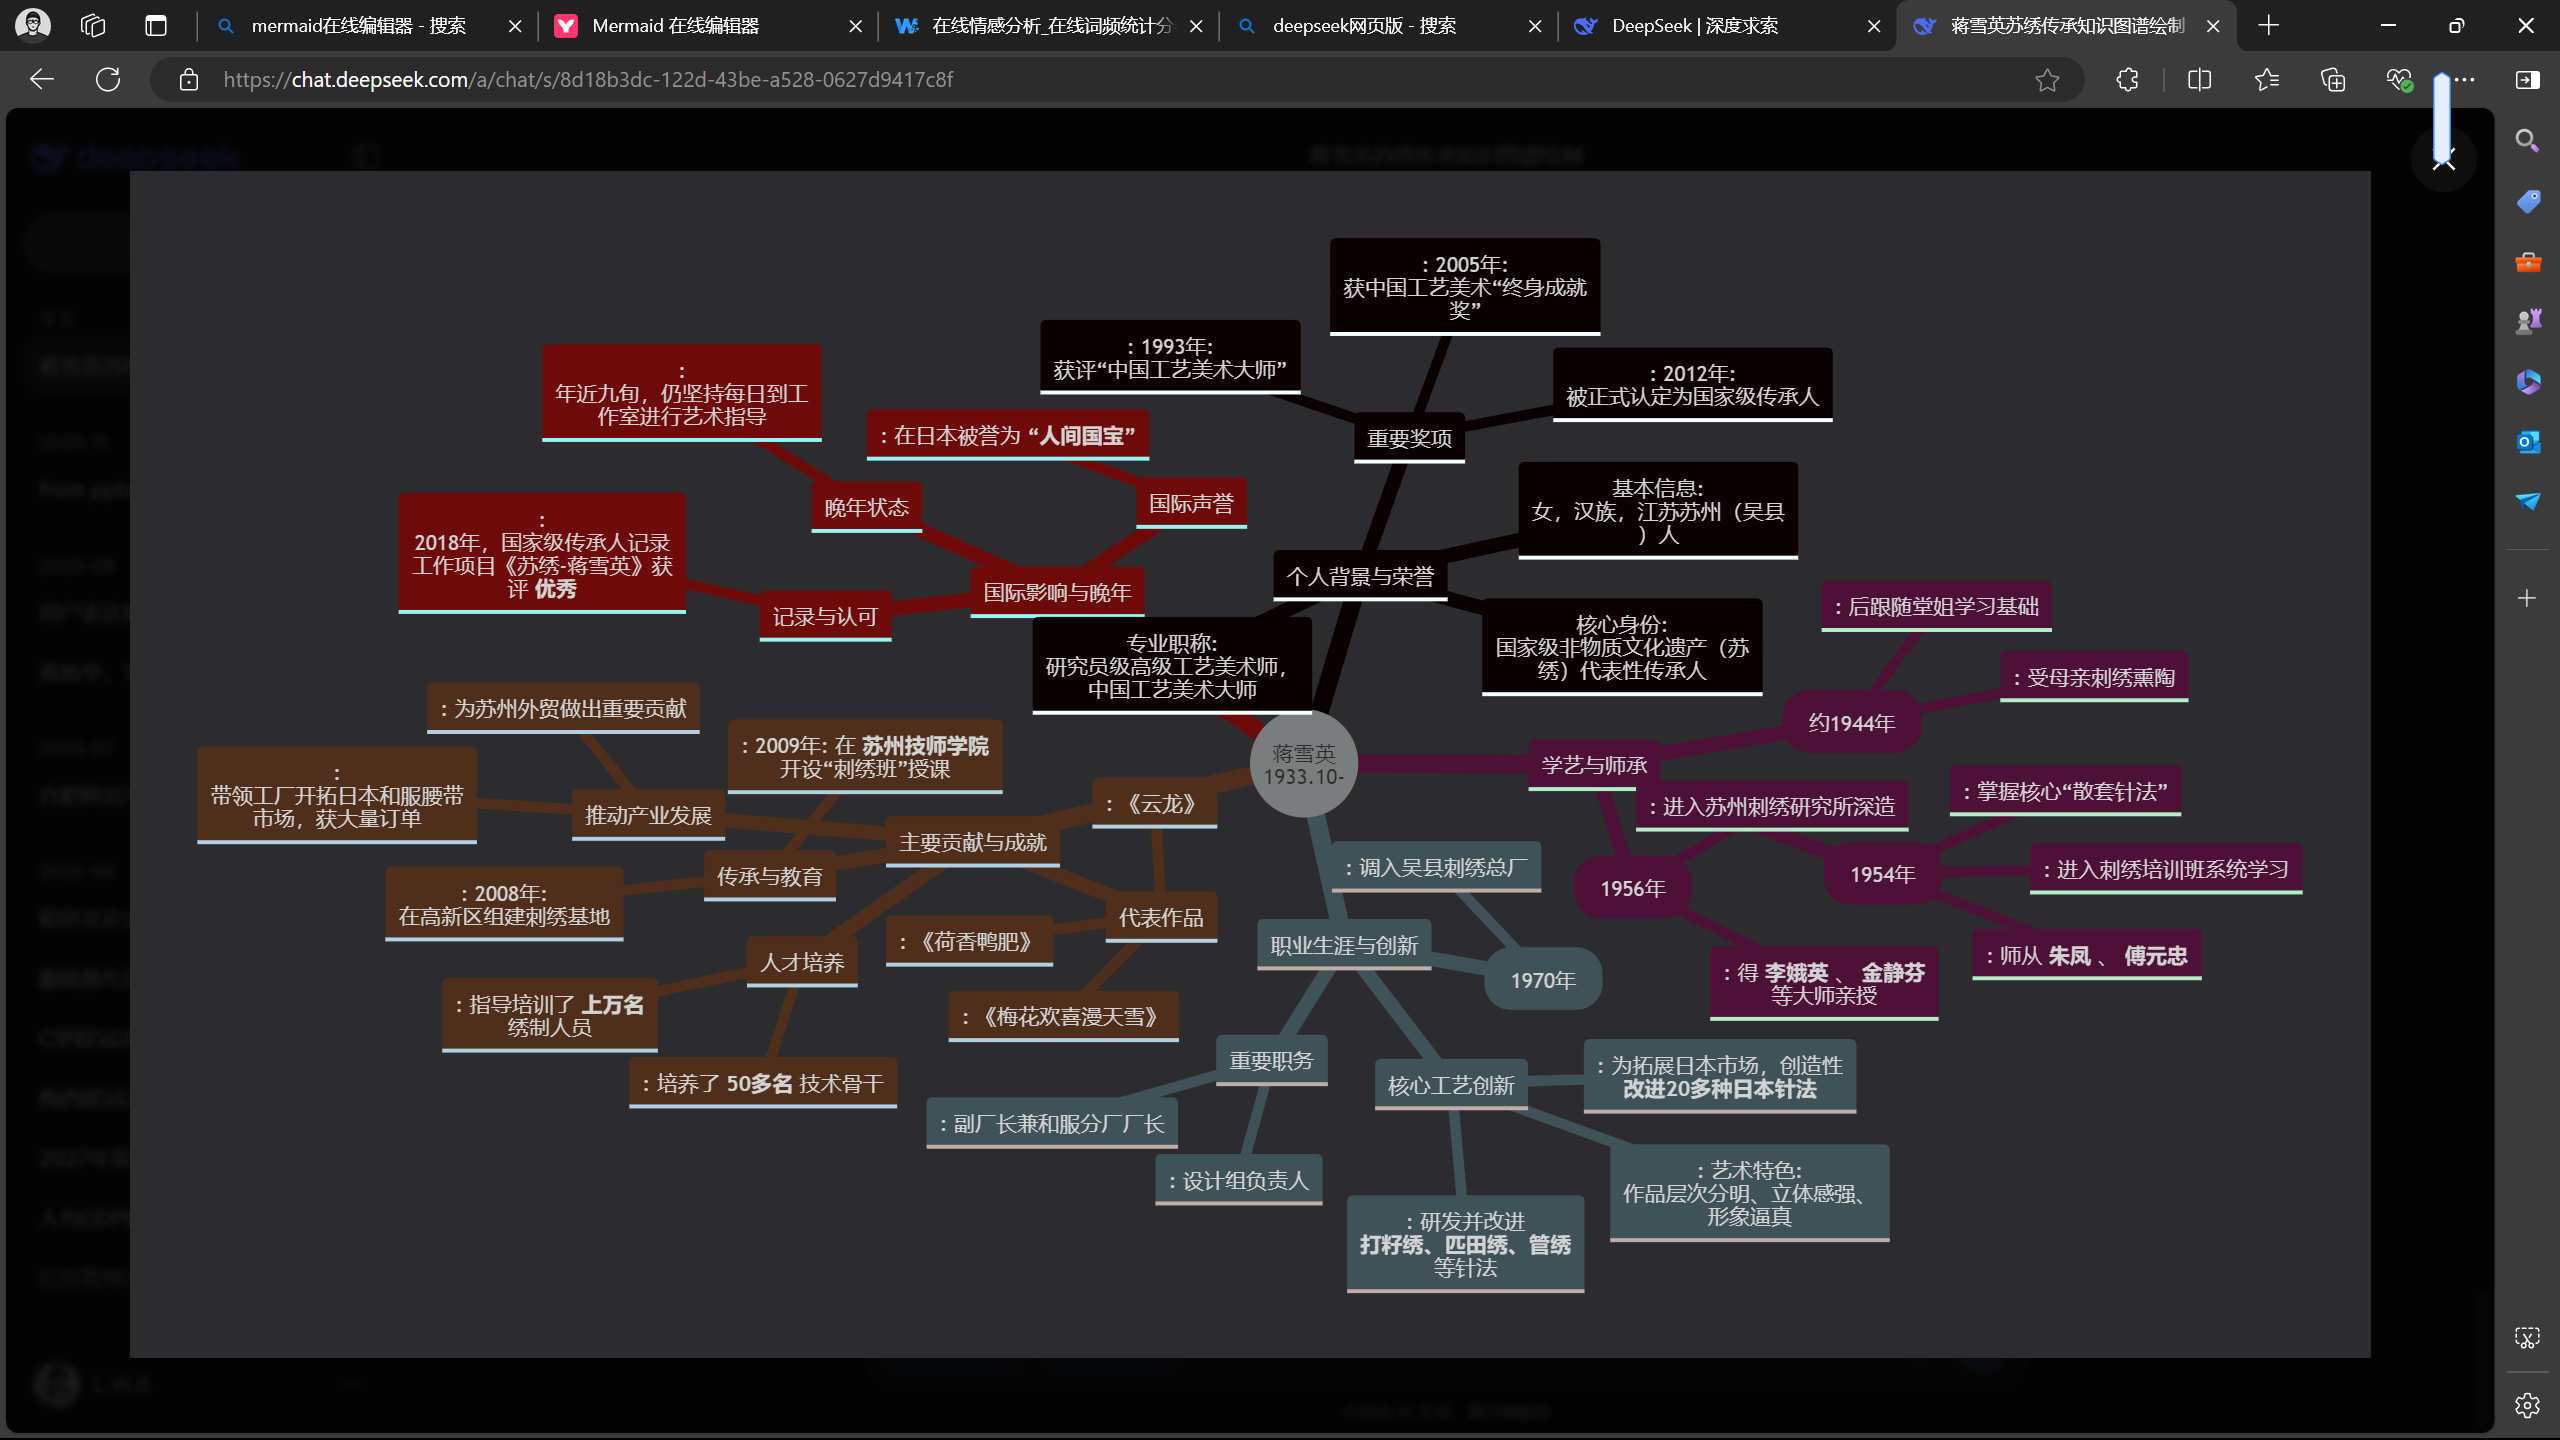 mermaid在线编辑器 - 搜索
Mermaid 在线编辑器
在线情感分析_在线词频统计分
deepseek网页版 - 搜索
DeepSeek | 深度求索
蒋雪英苏绣传承知识图谱绘制
https://chat.deepseek.com/a/chat/s/8d18b3dc-122d-43be-a528-0627d9417c8f
deepseek
: 2005年:
获中国工艺美术“终身成就
奖”
: 1993年:
获评“中国工艺美术大师”
: 2012年:
被正式认定为国家级传承人
重要奖项
:
年近九旬，仍坚持每日到工
作室进行艺术指导
: 在日本被誉为 “人间国宝”
晚年状态
国际声誉
:
2018年，国家级传承人记录
工作项目《苏绣-蒋雪英》获
评 优秀
记录与认可
国际影响与晚年
基本信息:
女，汉族，江苏苏州（吴县
）人
个人背景与荣誉
核心身份:
国家级非物质文化遗产（苏
绣）代表性传承人
专业职称:
研究员级高级工艺美术师，
中国工艺美术大师
: 后跟随堂姐学习基础
: 受母亲刺绣熏陶
约1944年
蒋雪英
1933.10-
学艺与师承
: 进入苏州刺绣研究所深造
: 掌握核心“散套针法”
1956年
1954年
: 进入刺绣培训班系统学习
: 师从 朱凤 、 傅元忠
: 得 李娥英 、 金静芬
等大师亲授
: 为苏州外贸做出重要贡献
: 2009年: 在 苏州技师学院
开设“刺绣班”授课
:
带领工厂开拓日本和服腰带
市场，获大量订单
推动产业发展
: 《云龙》
主要贡献与成就
传承与教育
: 2008年:
在高新区组建刺绣基地
代表作品
: 《荷香鸭肥》
人才培养
: 指导培训了 上万名
绣制人员
: 《梅花欢喜漫天雪》
: 培养了 50多名 技术骨干
: 调入吴县刺绣总厂
职业生涯与创新
1970年
重要职务
核心工艺创新
: 为拓展日本市场，创造性
改进20多种日本针法
: 副厂长兼和服分厂厂长
: 设计组负责人
: 艺术特色:
作品层次分明、立体感强、
形象逼真
: 研发并改进
打籽绣、匹田绣、管绣
等针法